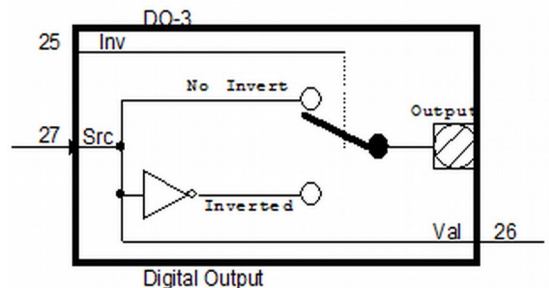 DO-3
25 Inv
No Invert
Output
27 Src
Inverted
Val 26
Digital Output